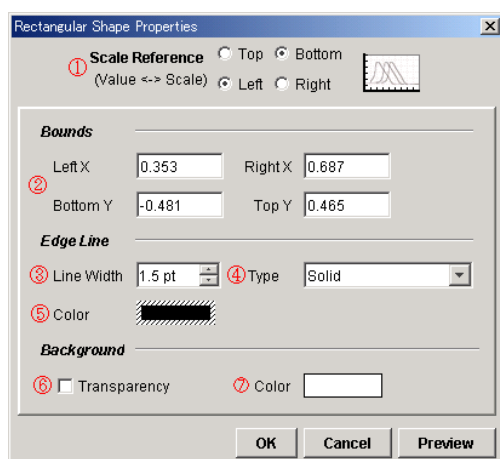 Rectangular Shape Properties
① Scale Reference Top Bottom
(Value <-> Scale) Left Right
Bounds
② Left X 0.353 Right X 0.687
Bottom Y -0.481 Top Y 0.465
Edge Line
③ Line Width 1.5 pt ④ Type Solid
⑤ Color
Background
⑥ Transparency ⑦ Color
OK Cancel Preview